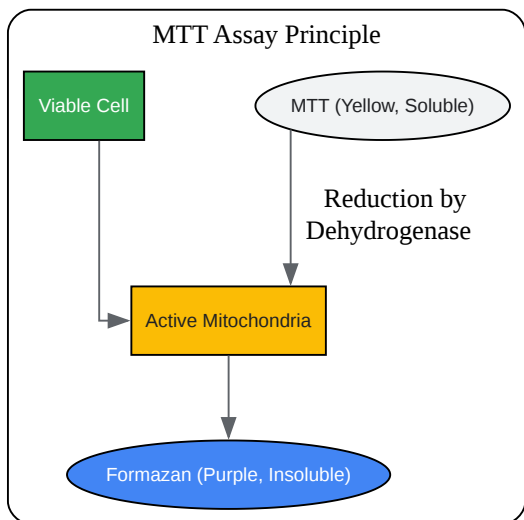 MTT Assay Principle
Viable Cell
MTT (Yellow, Soluble)
Reduction by
Dehydrogenase
Active Mitochondria
Formazan (Purple, Insoluble)